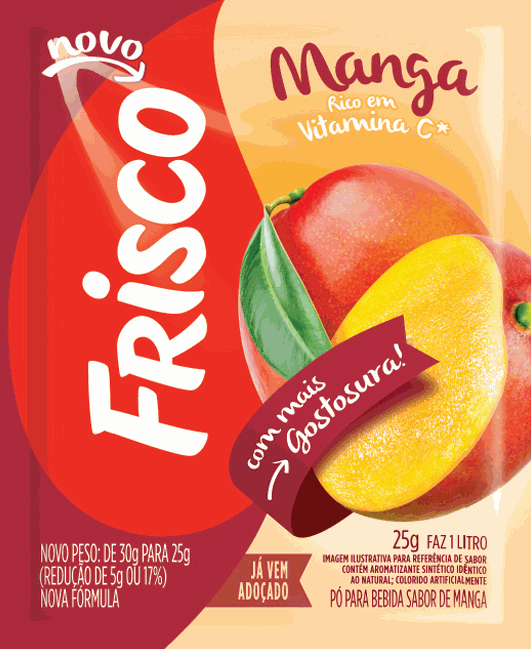 novo
Frisco
Manga
Rico em
Vitamina C*
com mais
Gostosura!
NOVO PESO: DE 30g PARA 25g
(REDUÇÃO DE 5g OU 17%)
NOVA FÓRMULA
JÁ VEM
ADOÇADO
25g FAZ 1 LITRO
IMAGEM ILUSTRATIVA PARA REFERÊNCIA DE SABOR
CONTÉM AROMATIZANTE SINTÉTICO IDÊNTICO
AO NATURAL; COLORIDO ARTIFICIALMENTE
PÓ PARA BEBIDA SABOR DE MANGA